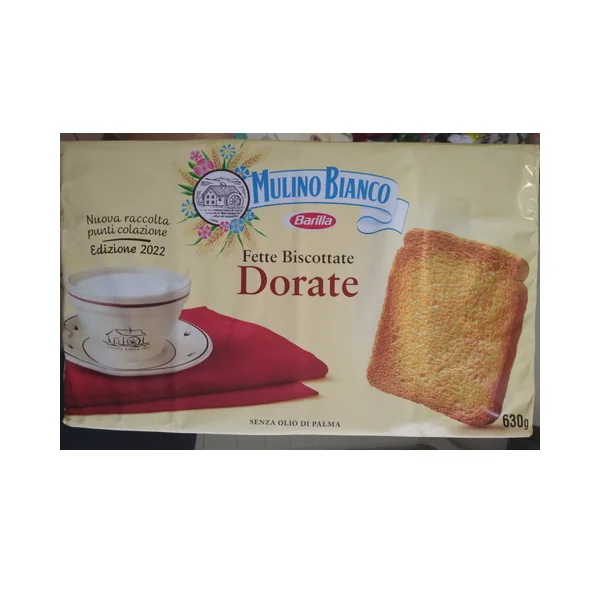 MULINO BIANCO
Barilla
Nuova raccolta
punti colazione
Edizione 2022
Fette Biscottate
Dorate
SENZA OLIO DI PALMA
630g